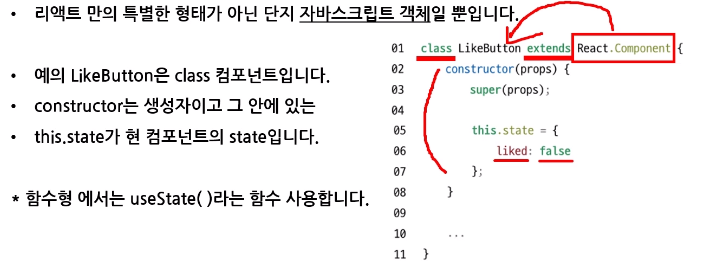 • 리액트 만의 특별한 형태가 아닌 단지 자바스크립트 객체일 뿐입니다.
• 예의 LikeButton은 class 컴포넌트입니다.
• constructor는 생성자이고 그 안에 있는
• this.state가 현 컴포넌트의 state입니다.
* 함수형 에서는 useState( )라는 함수 사용합니다.
01 class LikeButton extends React.Component {
02 constructor(props) {
03 super(props);
04
05 this.state = {
06 liked: false
07 };
08 }
09
10 ...
11 }